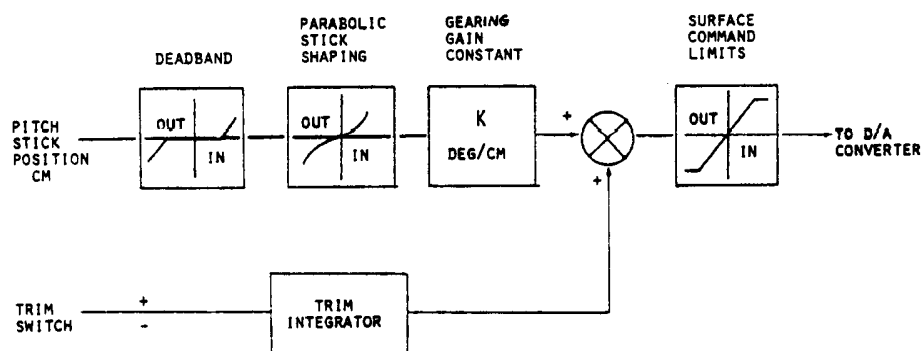 DEADBAND
PARABOLIC
STICK
SHAPING
GEARING
GAIN
CONSTANT
SURFACE
COMMAND
LIMITS
PITCH
STICK
POSITION
CM
OUT
IN
OUT
IN
K
DEG/CM
+
+
OUT
IN
TO D/A
CONVERTER
TRIM
SWITCH
+
-
TRIM
INTEGRATOR